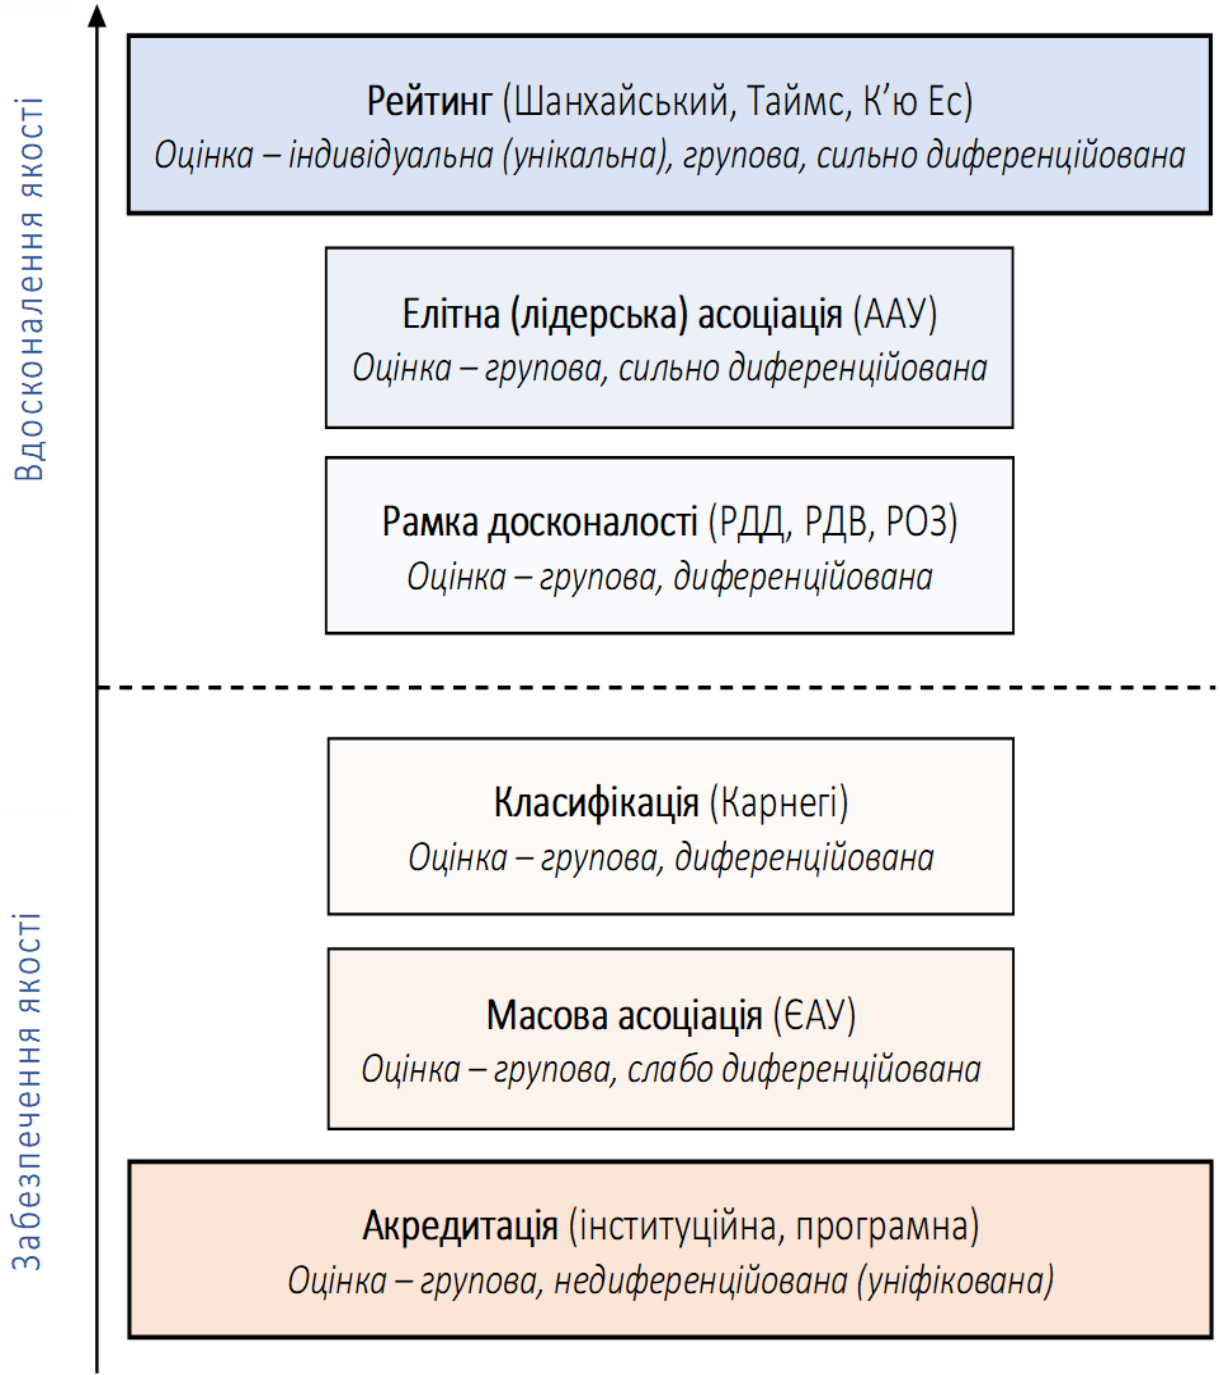 Вдосконалення якості
Рейтинг (Шанхайський, Таймс, К’ю Ес)
Оцінка – індивідуальна (унікальна), групова, сильно диференційована
Елітна (лідерська) асоціація (ААУ)
Оцінка – групова, сильно диференційована
Рамка досконалості (РДД, РДВ, РОЗ)
Оцінка – групова, диференційована
Забезпечення якості
Класифікація (Карнегі)
Оцінка – групова, диференційована
Масова асоціація (ЄАУ)
Оцінка – групова, слабо диференційована
Акредитація (інституційна, програмна)
Оцінка – групова, недиференційована (уніфікована)